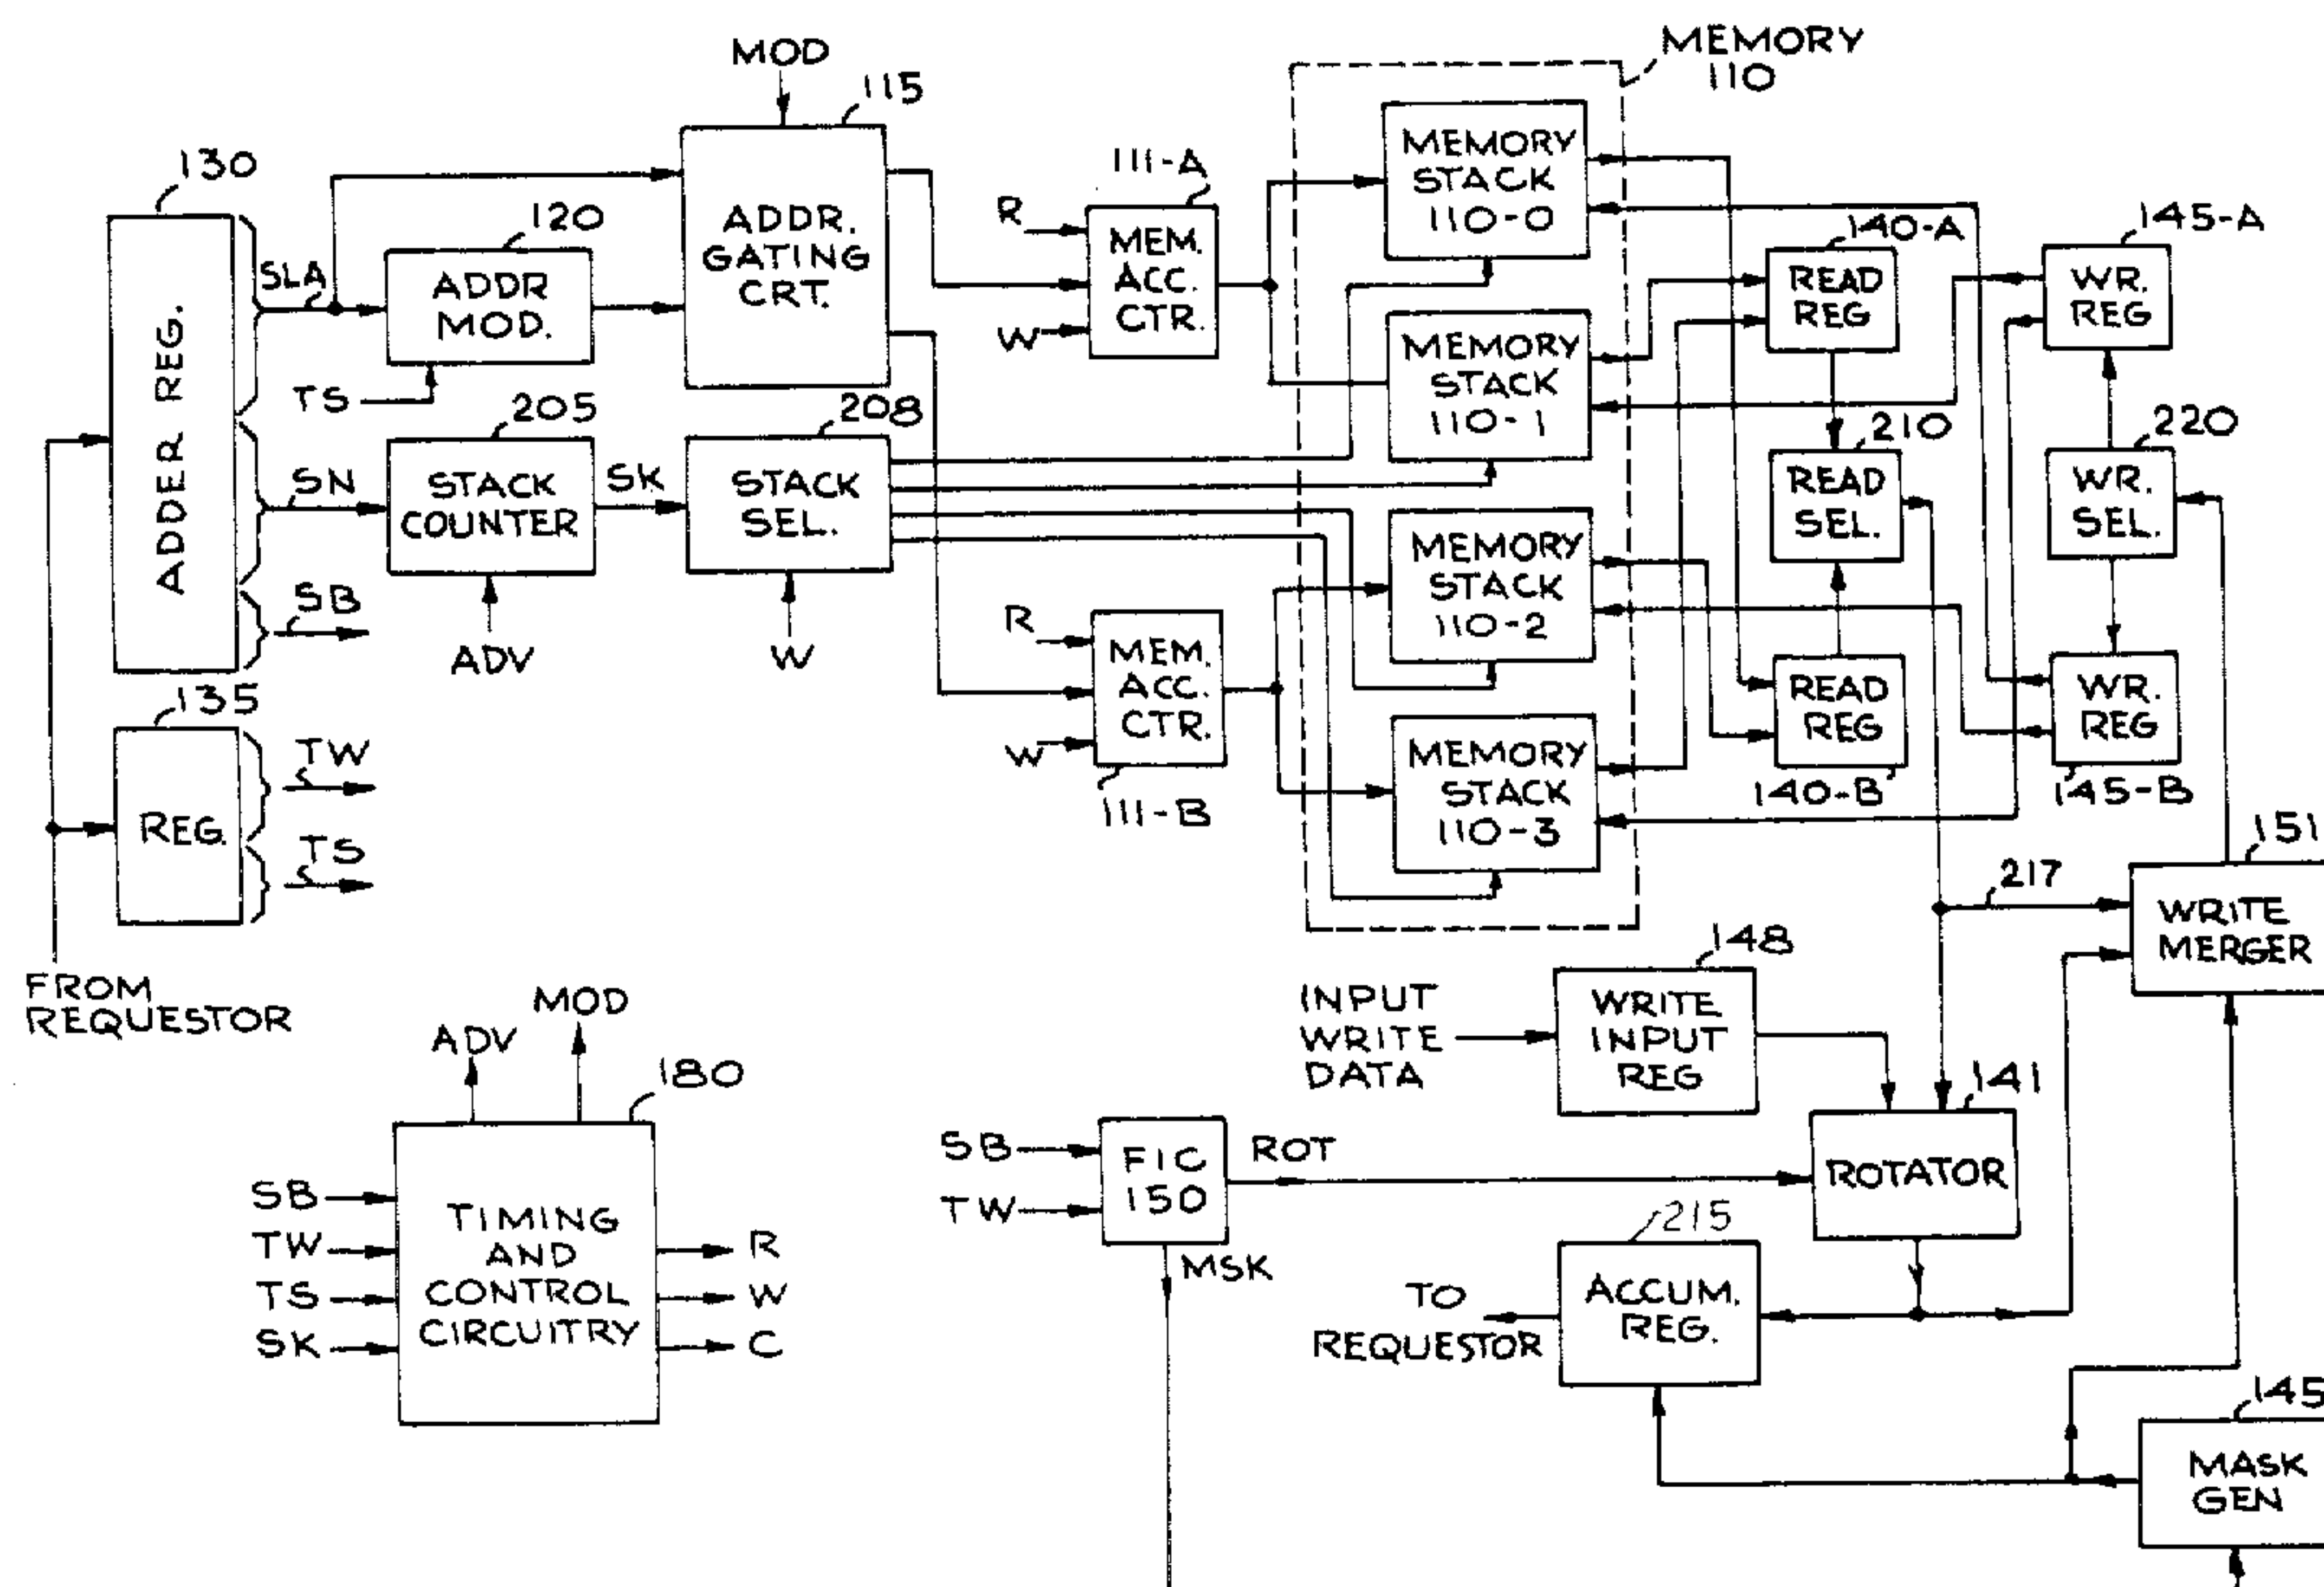 MOD
115
MEMORY
110
130
ADDER REG.
SLA
120
ADDR
MOD.
TS
ADDR.
GATING
CRT.
111-A
R
MEM.
ACC.
CTR.
W
MEMORY
STACK
110-0
MEMORY
STACK
110-1
140-A
READ
REG
145-A
WR.
REG
SN
205
STACK
COUNTER
ADV
SK
208
STACK
SEL.
W
SB
210
READ
SEL.
220
WR.
SEL.
MEMORY
STACK
110-2
R
MEM.
ACC.
CTR.
W
111-B
MEMORY
STACK
110-3
READ
REG
140-B
WR.
REG
145-B
135
REG.
TW
TS
FROM
REQUESTOR
151
217
WRITE
MERGER
148
INPUT
WRITE
DATA
WRITE
INPUT
REG
ADV
MOD
180
SB
TW
TS
SK
TIMING
AND
CONTROL
CIRCUITRY
R
W
C
SB
TW
FIC
150
ROT
MSK
141
ROTATOR
215
ACCUM.
REG.
TO
REQUESTOR
145
MASK
GEN